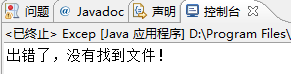 问题 @ Javadoc 声明 控制台
<已终止> Excep [Java 应用程序] D:\Program Files\
出错了，没有找到文件！